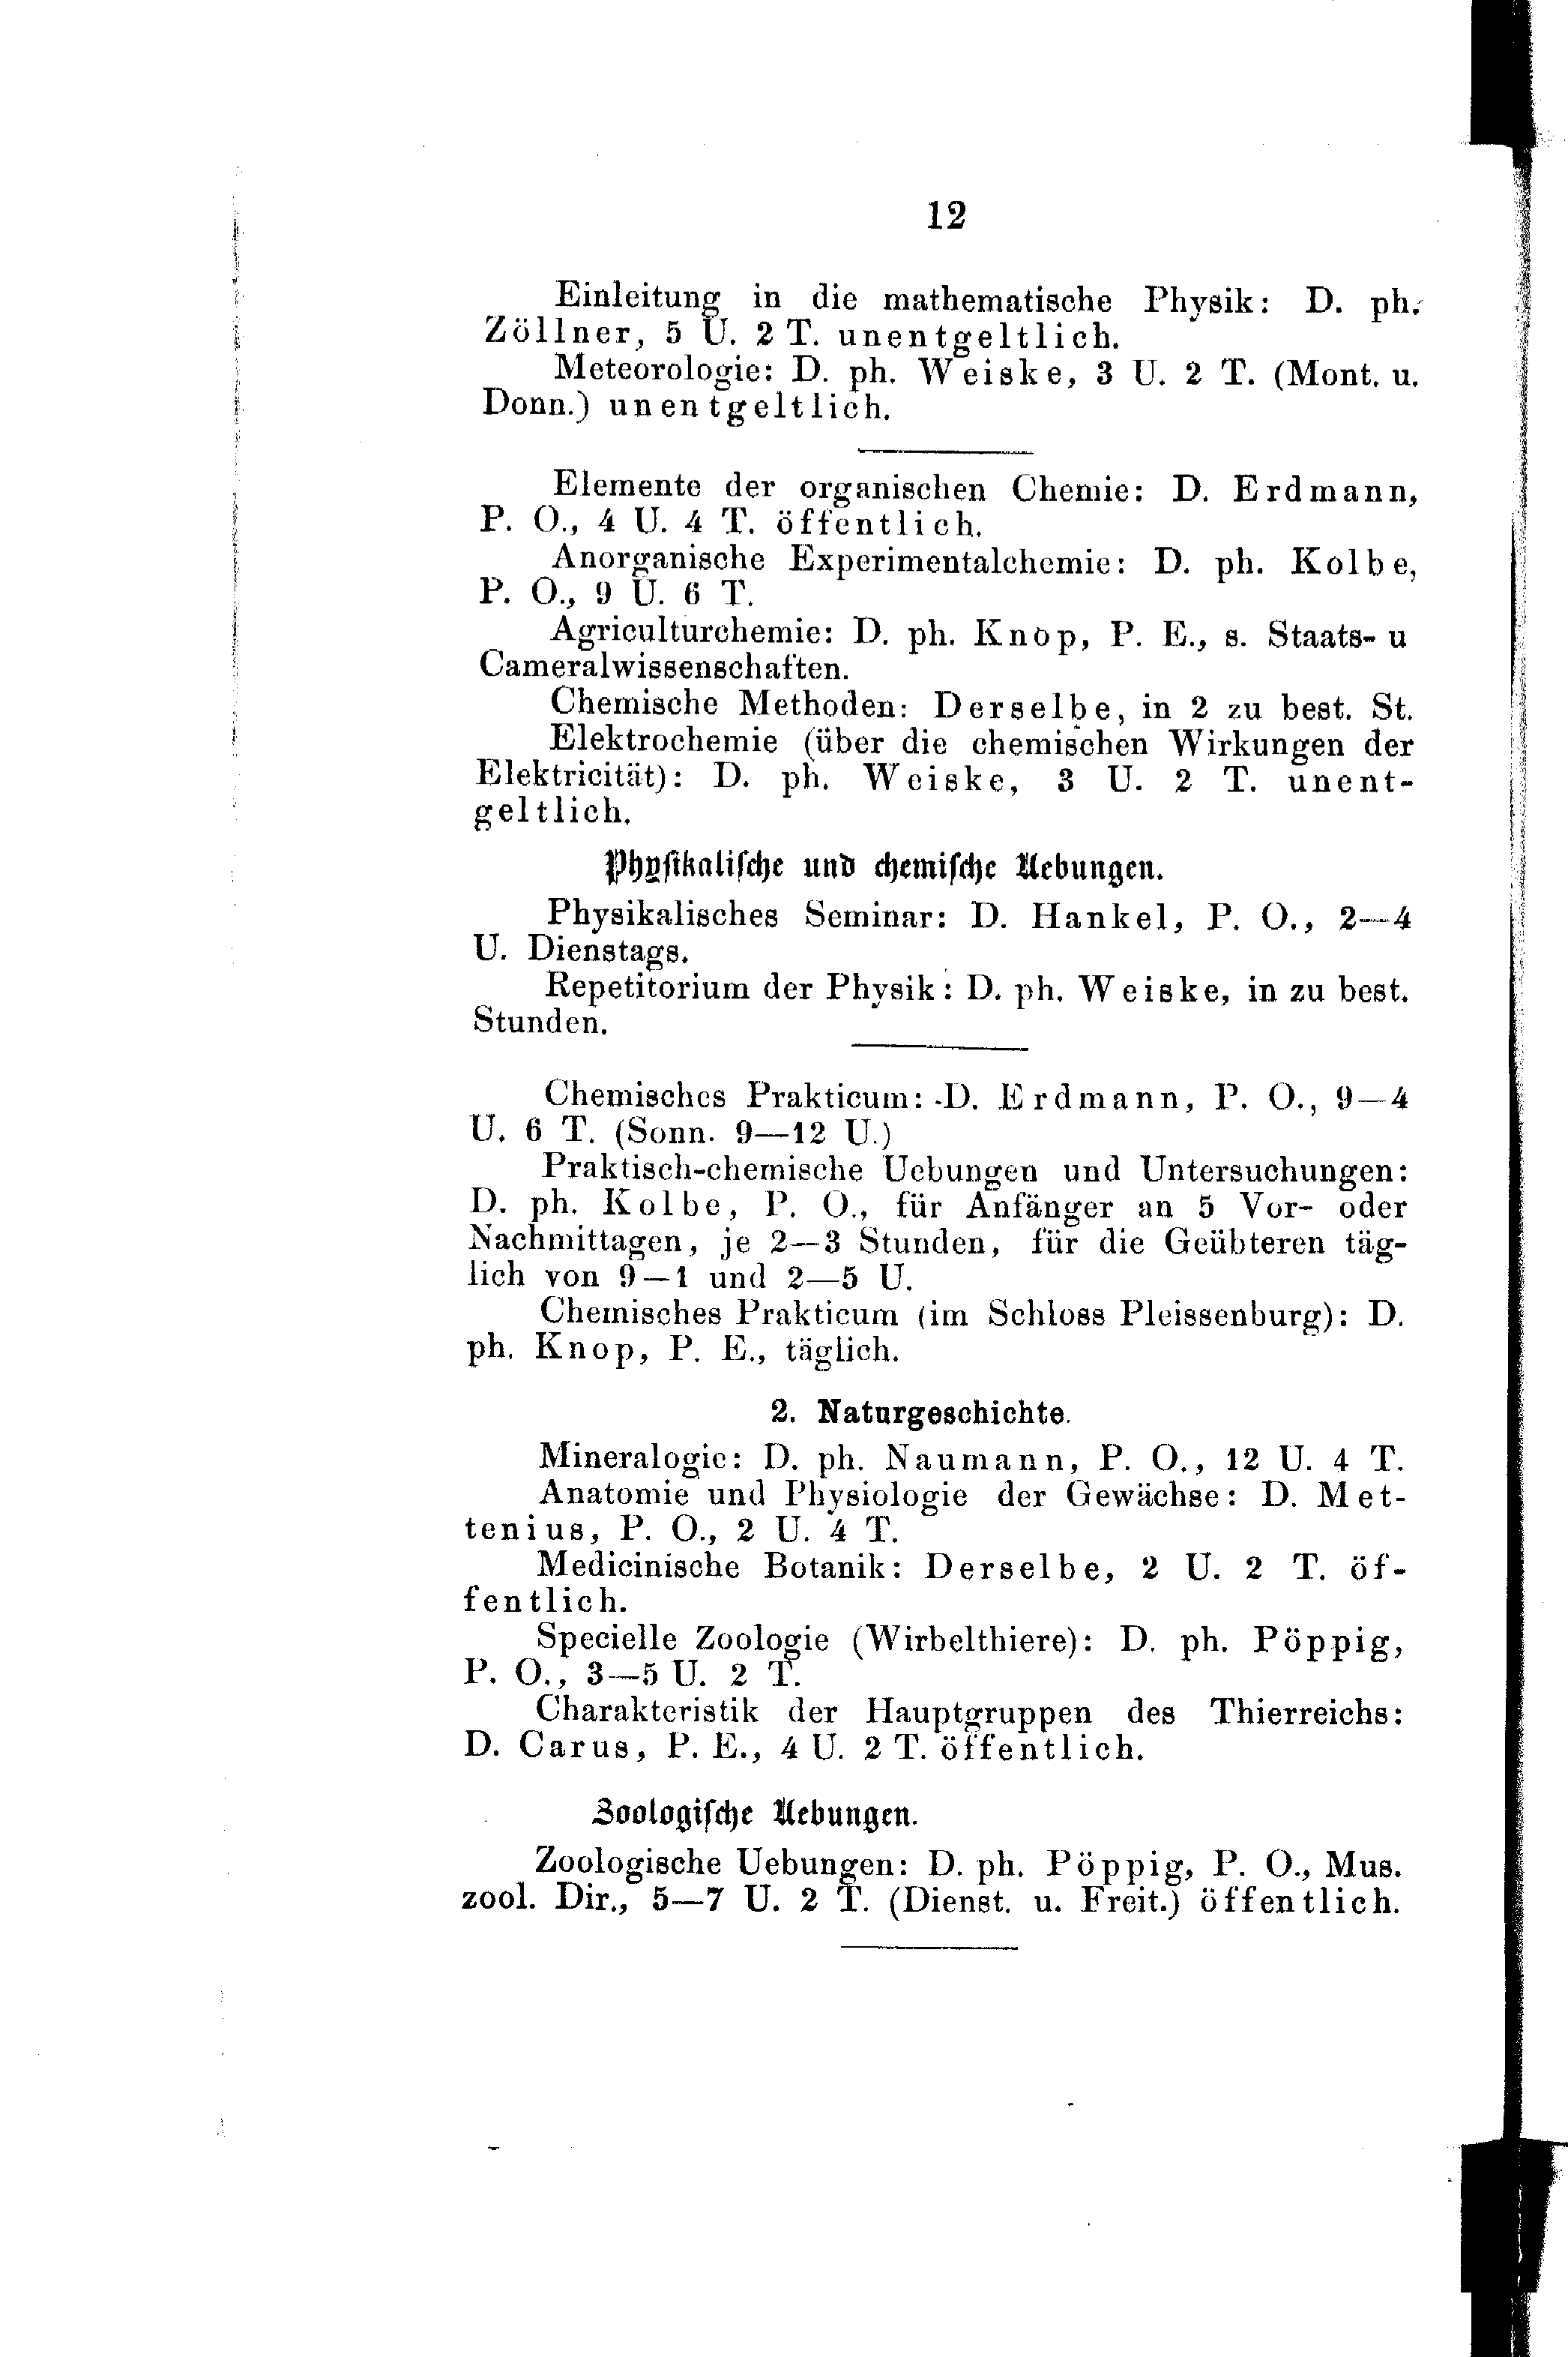 12
Einleitung in die mathematische Physik: D. ph.
Zöllner, 5 U. 2 T. unentgeltlich.
Meteorologie: D. ph. Weiske, 3 U. 2 T. (Mont. u.
Donn.) unentgeltlich.
Elemente der organischen Chemie: D. Erdmann,
P. O., 4 U. 4 T. öffentlich.
Anorganische Experimentalchemie: D. ph. Kolbe,
P. O., 9 U. 6 T.
Agriculturchemie: D. ph. Knop, P. E., s. Staats- u
Cameralwissenschaften.
Chemische Methoden: Derselbe, in 2 zu best. St.
Elektrochemie (über die chemischen Wirkungen der
Elektricität): D. ph. Weiske, 3 U. 2 T. unent-
geltlich.
Physikalische und chemische Uebungen.
Physikalisches Seminar: D. Hankel, P. O., 2—4
U. Dienstags.
Repetitorium der Physik: D. ph. Weiske, in zu best.
Stunden.
Chemisches Prakticum: D. Erdmann, P. O., 9—4
U. 6 T. (Sonn. 9—12 U.)
Praktisch-chemische Uebungen und Untersuchungen:
D. ph. Kolbe, P. O., für Anfänger an 5 Vor- oder
Nachmittagen, je 2—3 Stunden, für die Geübteren täg-
lich von 9—1 und 2—5 U.
Chemisches Prakticum (im Schloss Pleissenburg): D.
ph. Knop, P. E., täglich.
2. Naturgeschichte.
Mineralogie: D. ph. Naumann, P. O., 12 U. 4 T.
Anatomie und Physiologie der Gewächse: D. Met-
tenius, P. O., 2 U. 4 T.
Medicinische Botanik: Derselbe, 2 U. 2 T. öf-
fentlich.
Specielle Zoologie (Wirbelthiere): D. ph. Pöppig,
P. O., 3—5 U. 2 T.
Charakteristik der Hauptgruppen des Thierreichs:
D. Carus, P. E., 4 U. 2 T. öffentlich.
Zoologische Uebungen.
Zoologische Uebungen: D. ph. Pöppig, P. O., Mus.
zool. Dir., 5—7 U. 2 T. (Dienst. u. Freit.) öffentlich.